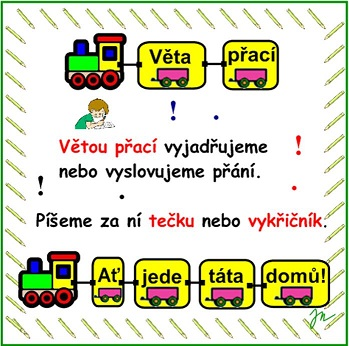 Věta přací
! .
Větou přací vyjadřujeme !
nebo vyslovujeme přání.
! .
Píšeme za ní tečku nebo vykřičník.
Ať jede táta domů!